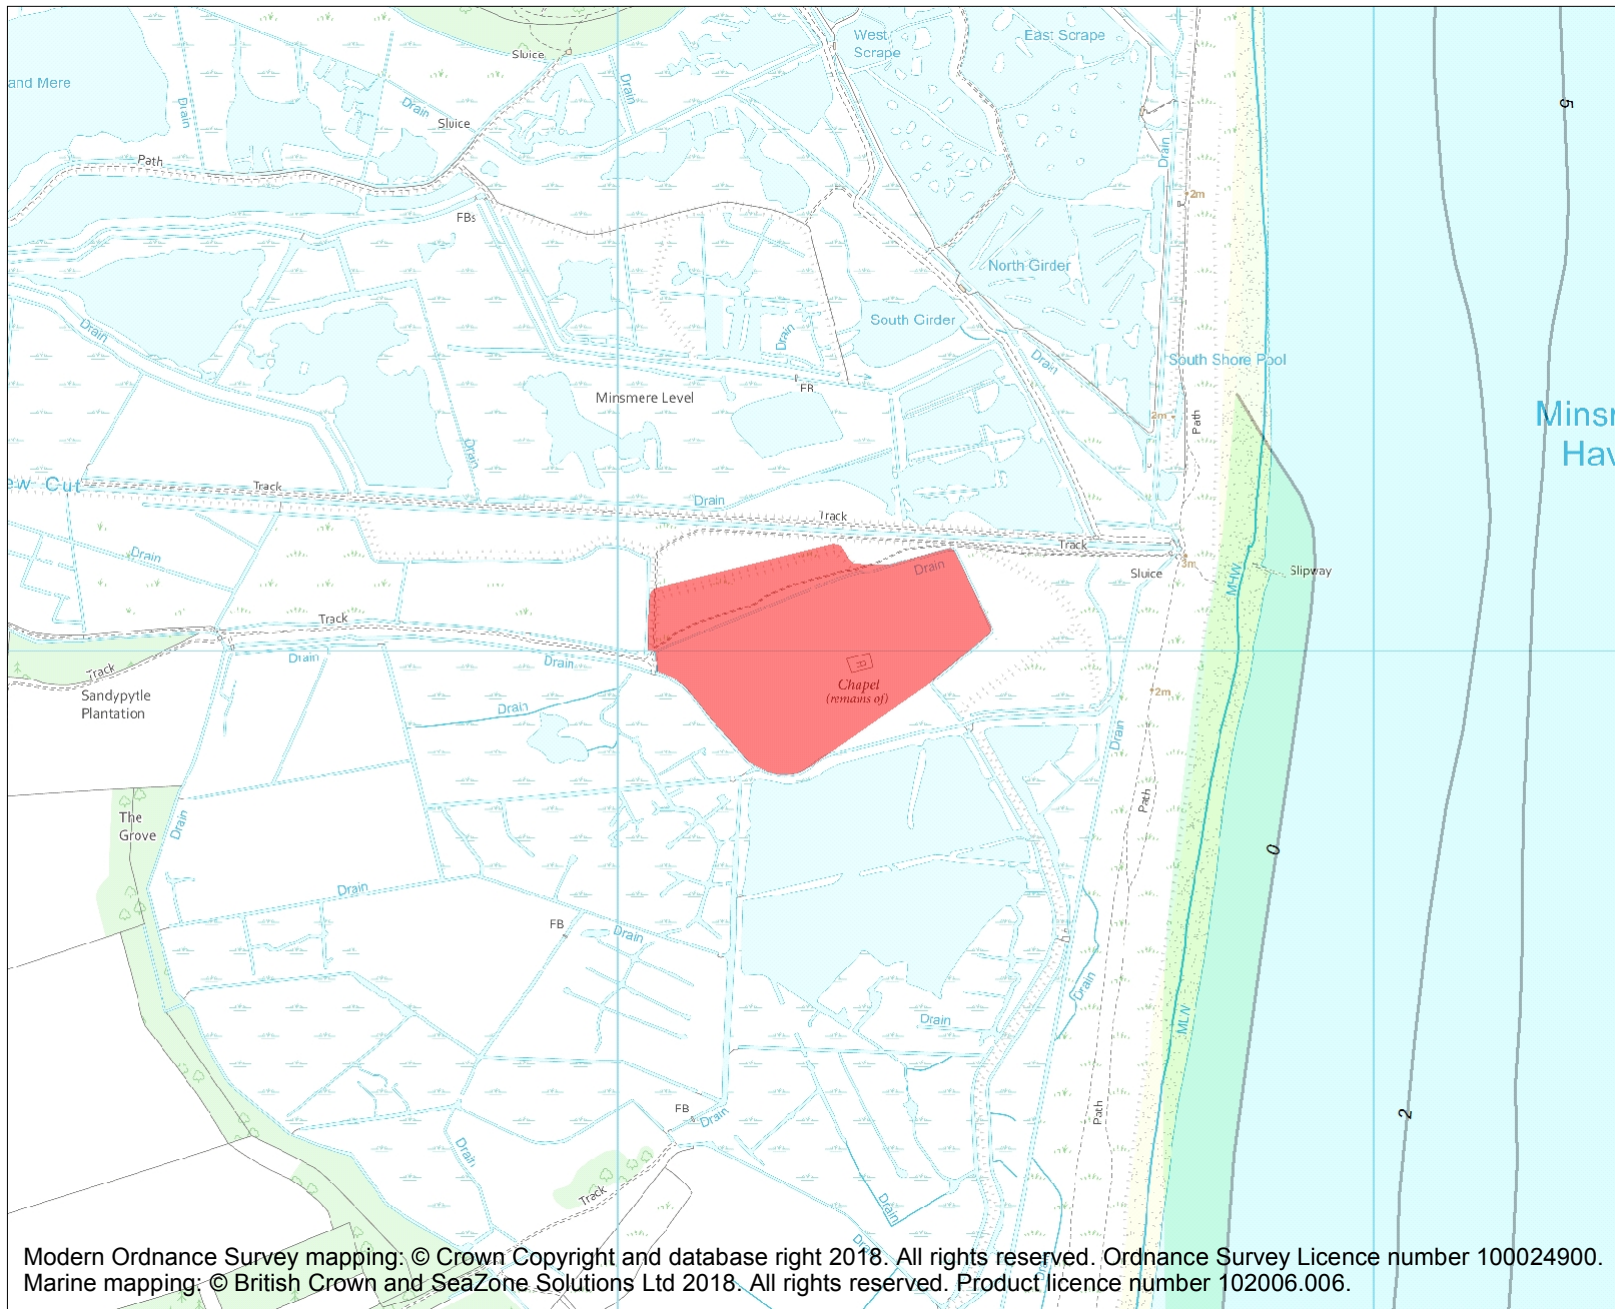 West
Scrape
East Scrape
Sluice
and Mere
Drain
Drain
Drain
Sluice
Drain
Path
2m
FBs
North Girder
South Girder
Drain
Drain
Drain
South Shore Pool
FB
Minsmere Level
Path
2m
Minsr
Hav
Drain
ew Cut
Track
Drain
Track
Track
Drain
Sluice
3m
MHW
Slipway
Drain
Track
Drain
Drain
Track
Sandypytle
Plantation
Chapel
(remains of)
2m
Drain
Drain
Path
The
Grove
Drain
0
5
2
Drain
FB
Drain
Drain
Drain
MLW
Path
FB
Drain
Drain
Track
Drain
Drain
Drain
Modern Ordnance Survey mapping: © Crown Copyright and database right 2018. All rights reserved. Ordnance Survey Licence number 100024900.
Marine mapping: © British Crown and SeaZone Solutions Ltd 2018. All rights reserved. Product licence number 102006.006.